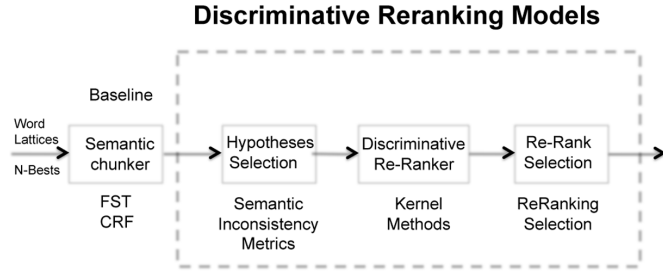 Discriminative Reranking Models
Baseline
Word
Lattices
N-Bests
Semantic
chunker
FST
CRF
Hypotheses
Selection
Semantic
Inconsistency
Metrics
Discriminative
Re-Ranker
Kernel
Methods
Re-Rank
Selection
ReRanking
Selection